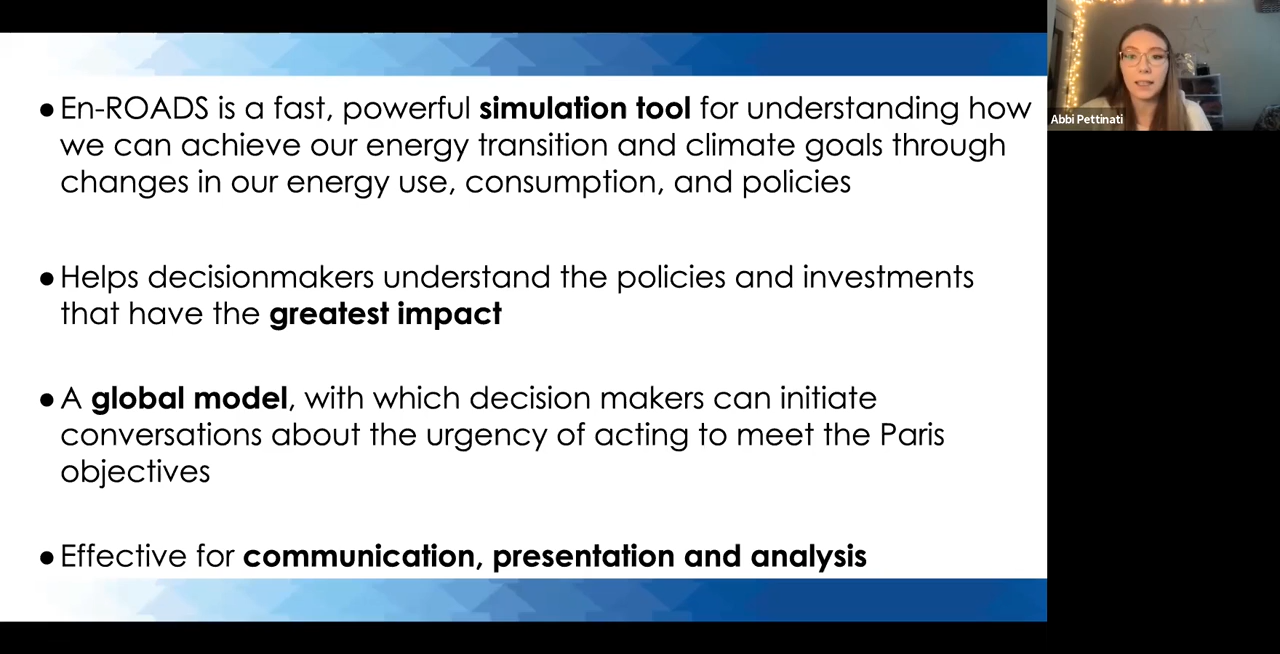 ● En-ROADS is a fast, powerful simulation tool for understanding how
we can achieve our energy transition and climate goals through
changes in our energy use, consumption, and policies
● Helps decisionmakers understand the policies and investments
that have the greatest impact
● A global model, with which decision makers can initiate
conversations about the urgency of acting to meet the Paris
objectives
● Effective for communication, presentation and analysis
Abbi Pettinati